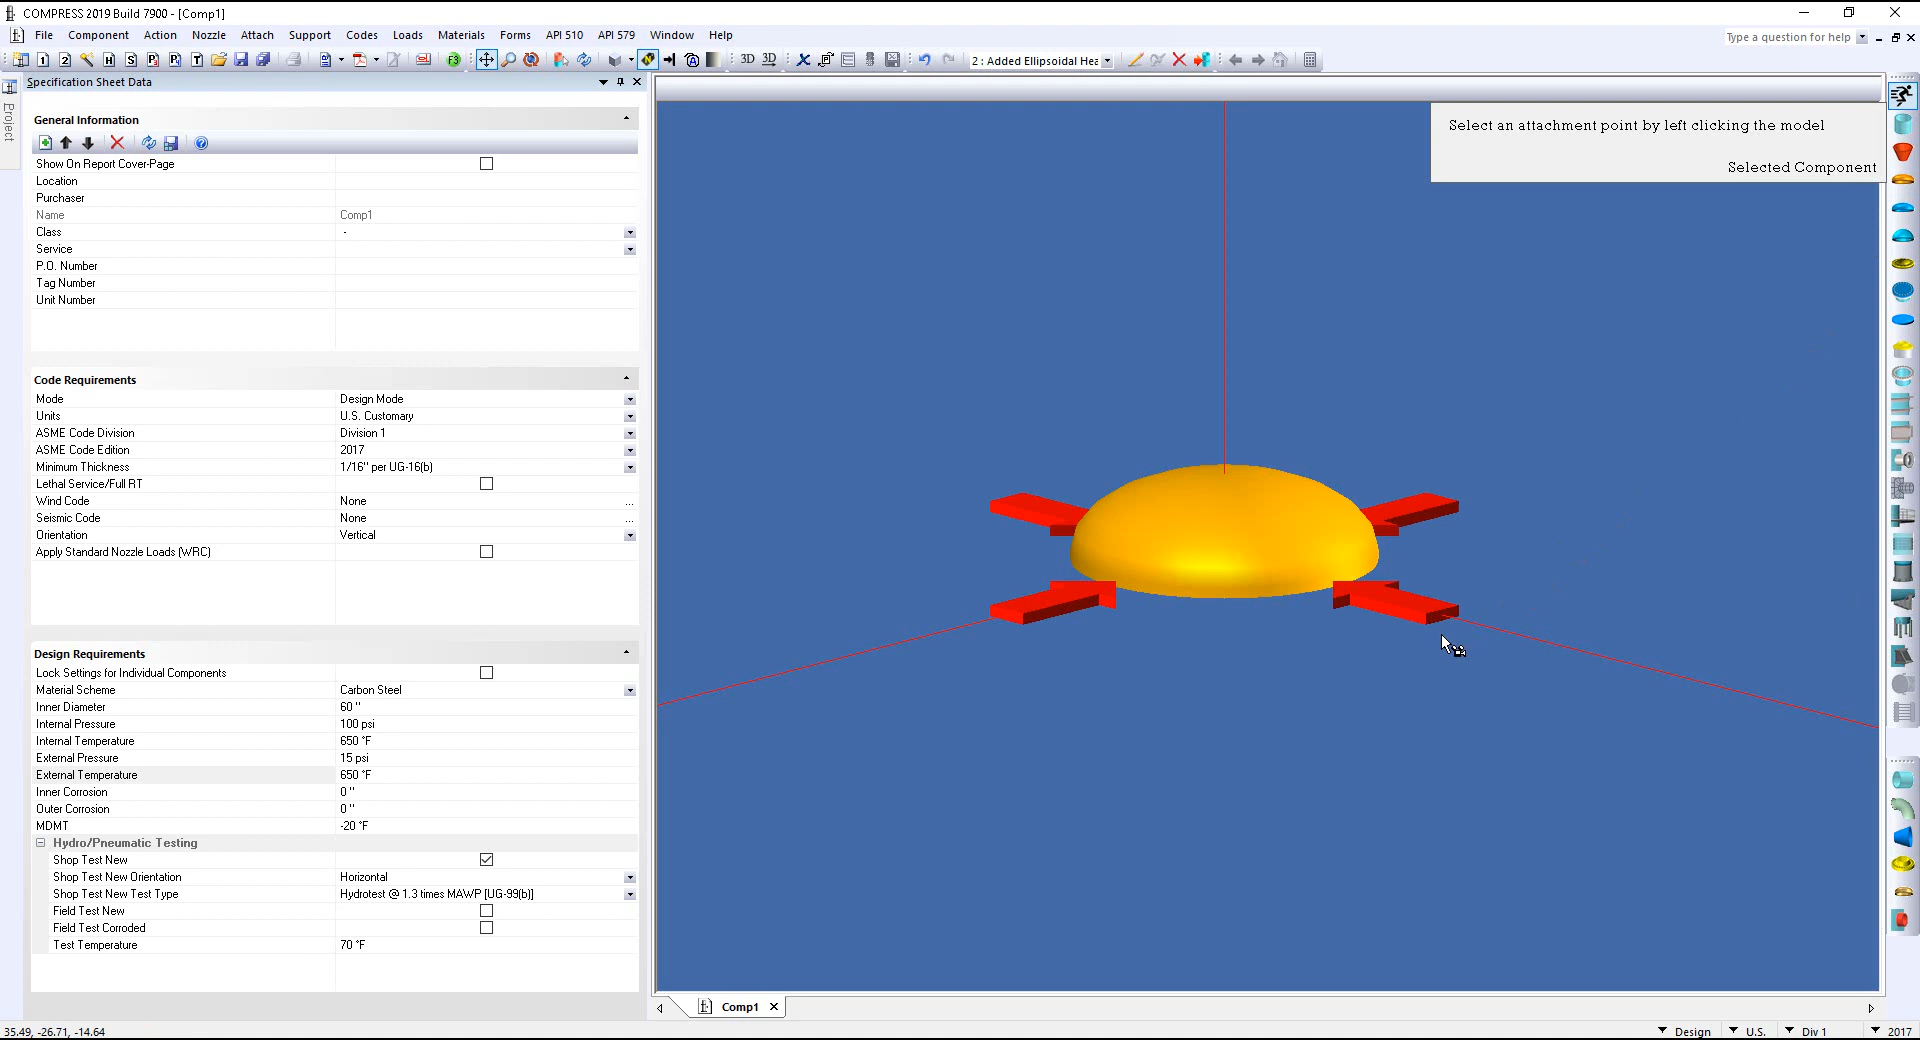 COMPRESS 2019 Build 7900 - [Comp1]
File Component Action Nozzle Attach Support Codes Loads Materials Forms API 510 API 579 Window Help
Type a question for help
1 2 H S P P T F3 3D 3D 2 : Added Ellipsoidal Hea
Specification Sheet Data
Project
General Information
Show On Report Cover-Page
Location
Purchaser
Name Comp1
Class -
Service
P.O. Number
Tag Number
Unit Number
Code Requirements
Mode Design Mode
Units U.S. Customary
ASME Code Division Division 1
ASME Code Edition 2017
Minimum Thickness 1/16" per UG-16(b)
Lethal Service/Full RT
Wind Code None ...
Seismic Code None ...
Orientation Vertical
Apply Standard Nozzle Loads (WRC)
Design Requirements
Lock Settings for Individual Components
Material Scheme Carbon Steel
Inner Diameter 60 "
Internal Pressure 100 psi
Internal Temperature 650 °F
External Pressure 15 psi
External Temperature 650 °F
Inner Corrosion 0 "
Outer Corrosion 0 "
MDMT -20 °F
Hydro/Pneumatic Testing
Shop Test New
Shop Test New Orientation Horizontal
Shop Test New Test Type Hydrotest @ 1.3 times MAWP [UG-99(b)]
Field Test New
Field Test Corroded
Test Temperature 70 °F
Select an attachment point by left clicking the model
Selected Component
Comp1
35.49, -26.71, -14.64
Design U.S. Div 1 2017